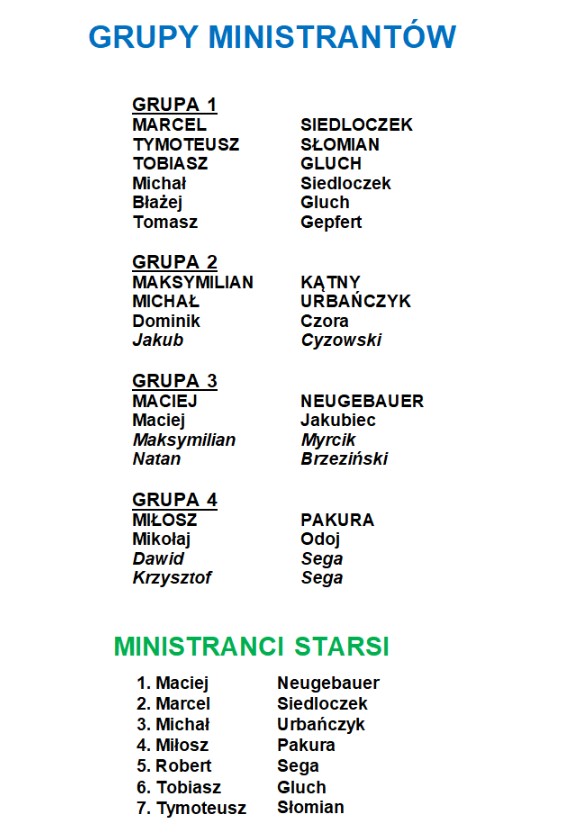 GRUPY MINISTRANTÓW
GRUPA 1
MARCEL SIEDLOCZEK
TYMOTEUSZ SŁOMIAN
TOBIASZ GLUCH
Michał Siedloczek
Błażej Gluch
Tomasz Gepfert
GRUPA 2
MAKSYMILIAN KĄTNY
MICHAŁ URBAŃCZYK
Dominik Czora
Jakub Cyzowski
GRUPA 3
MACIEJ NEUGEBAUER
Maciej Jakubiec
Maksymilian Myrcik
Natan Brzeziński
GRUPA 4
MIŁOSZ PAKURA
Mikołaj Odoj
Dawid Sega
Krzysztof Sega
MINISTRANCI STARSI
1. Maciej Neugebauer
2. Marcel Siedloczek
3. Michał Urbańczyk
4. Miłosz Pakura
5. Robert Sega
6. Tobiasz Gluch
7. Tymoteusz Słomian